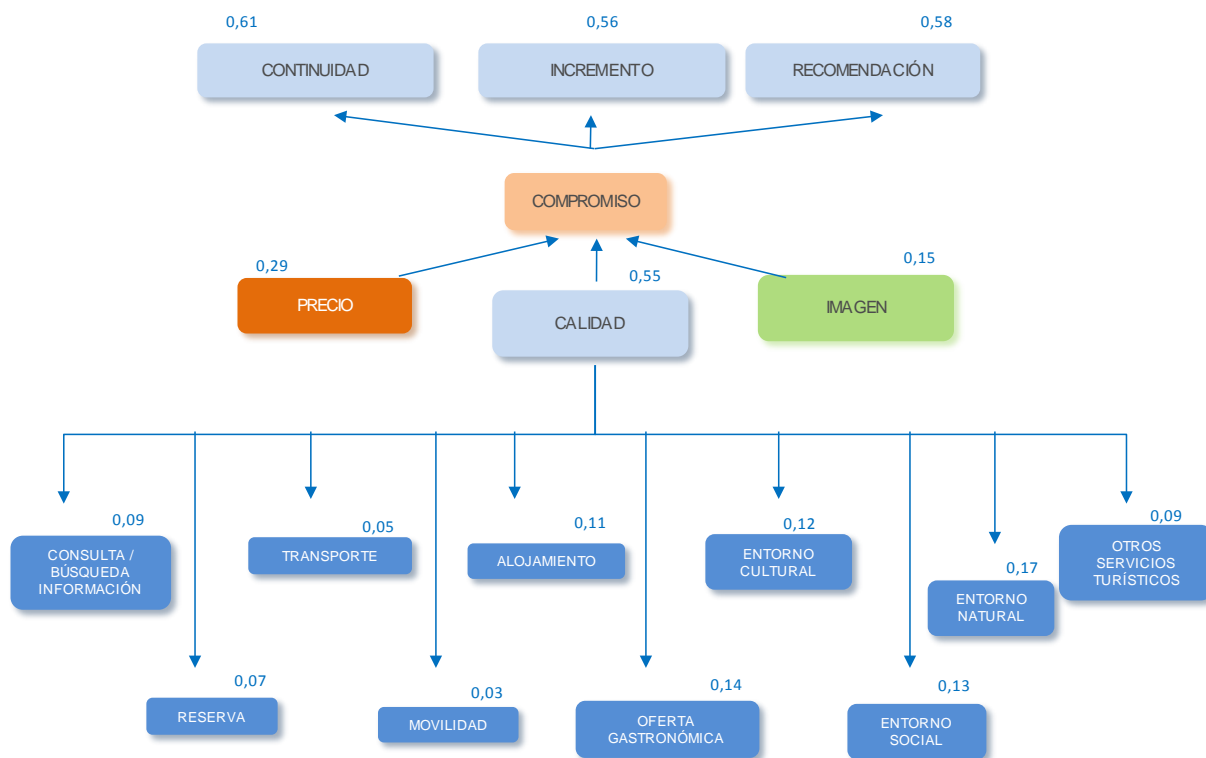 0,61
0,56
0,58
CONTINUIDAD
INCREMENTO
RECOMENDACIÓN
COMPROMISO
0,29
0,55
0,15
PRECIO
CALIDAD
IMAGEN
0,09
0,05
0,11
0,12
0,17
0,09
CONSULTA /
BÚSQUEDA
INFORMACIÓN
TRANSPORTE
ALOJAMIENTO
ENTORNO
CULTURAL
ENTORNO
NATURAL
OTROS
SERVICIOS
TURÍSTICOS
0,07
0,03
0,14
0,13
RESERVA
MOVILIDAD
OFERTA
GASTRONÓMICA
ENTORNO
SOCIAL